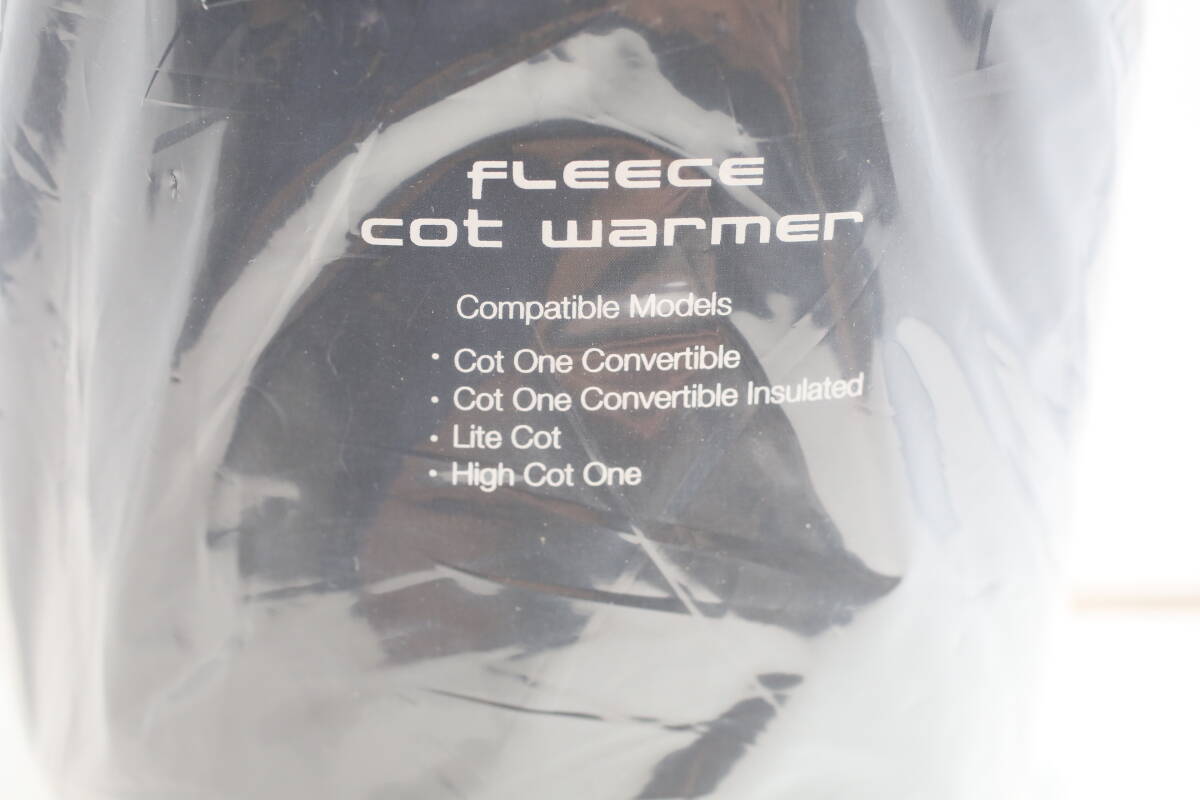 FLEECE
cot warmer
Compatible Models
· Cot One Convertible
· Cot One Convertible Insulated
· Lite Cot
· High Cot One